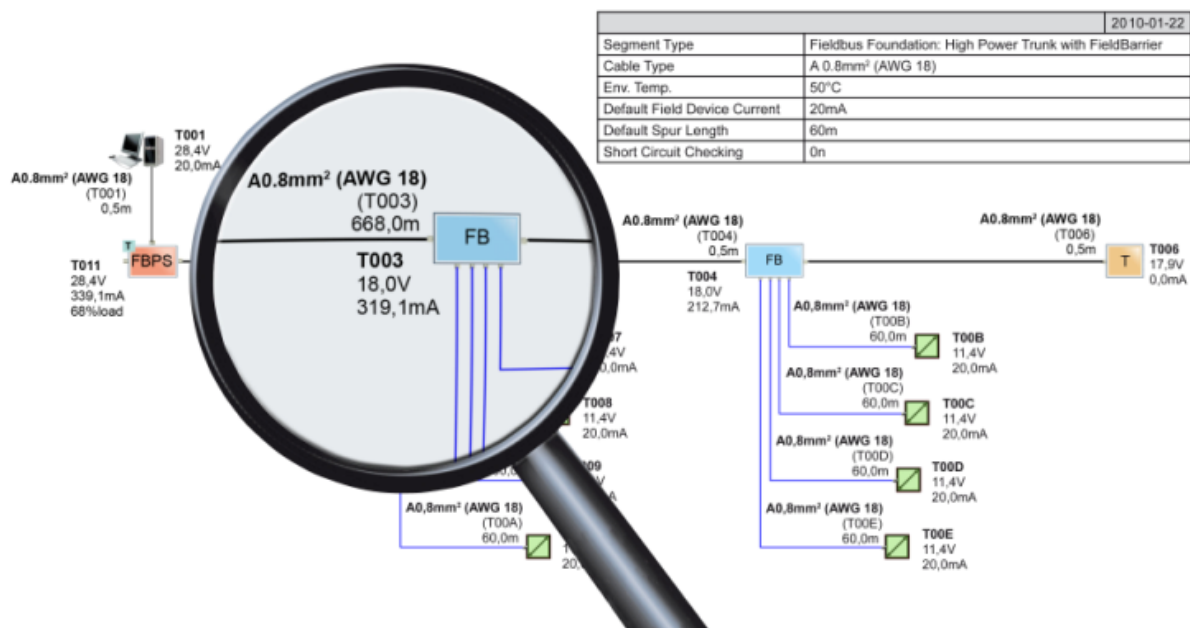 2010-01-22
Segment Type Fieldbus Foundation: High Power Trunk with FieldBarrier
Cable Type A 0.8mm² (AWG 18)
Env. Temp. 50°C
Default Field Device Current 20mA
Default Spur Length 60m
Short Circuit Checking 0n
T001
28,4V
20,0mA
A0.8mm² (AWG 18)
(T001)
0,5m
T
FBPS
T011
28,4V
339,1mA
68%load
A0.8mm² (AWG 18)
(T003)
668,0m
FB
T003
18,0V
319,1mA
A0.8mm² (AWG 18)
(T004)
0,5m
FB
T004
18,0V
212,7mA
A0.8mm² (AWG 18)
(T006)
0,5m
T
T006
17,9V
0,0mA
T008
11,4V
20,0mA
A0,8mm² (AWG 18)
(T00A)
60,0m
A0,8mm² (AWG 18)
(T00B)
60,0m
T00B
11,4V
20,0mA
A0,8mm² (AWG 18)
(T00C)
60,0m
T00C
11,4V
20,0mA
A0,8mm² (AWG 18)
(T00D)
60,0m
T00D
11,4V
20,0mA
A0,8mm² (AWG 18)
(T00E)
60,0m
T00E
11,4V
20,0mA